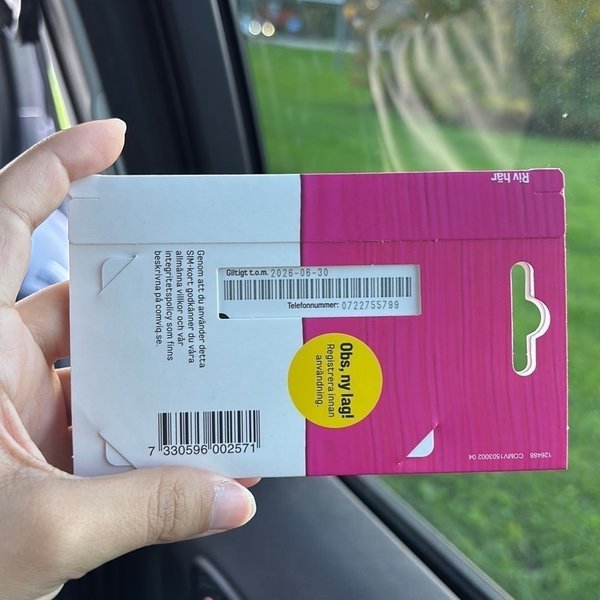 Riv här
Giltigt t.o.m. 2026-06-30
Telefonnummer: 0722755799
Genom att du använder detta
SIM-kort godkänner du våra
allmänna villkor och vår
integritetspolicy som finns
beskrivna på comviq.se.
Obs, ny lag!
Registrera innan
användning.
7 330596 002571
126488 COMV1503002 04